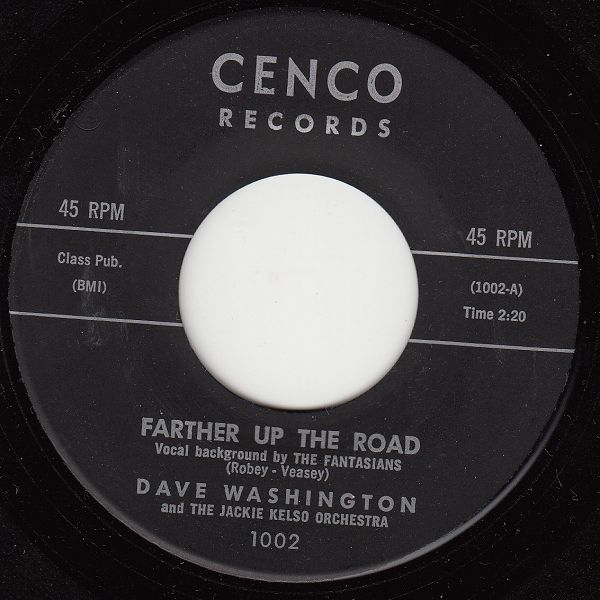 CENCO
RECORDS
45 RPM
45 RPM
Class Pub.
(BMI)
(1002-A)
Time 2:20
FARTHER UP THE ROAD
Vocal background by THE FANTASIANS
(Robey - Veasey)
DAVE WASHINGTON
and THE JACKIE KELSO ORCHESTRA
1002